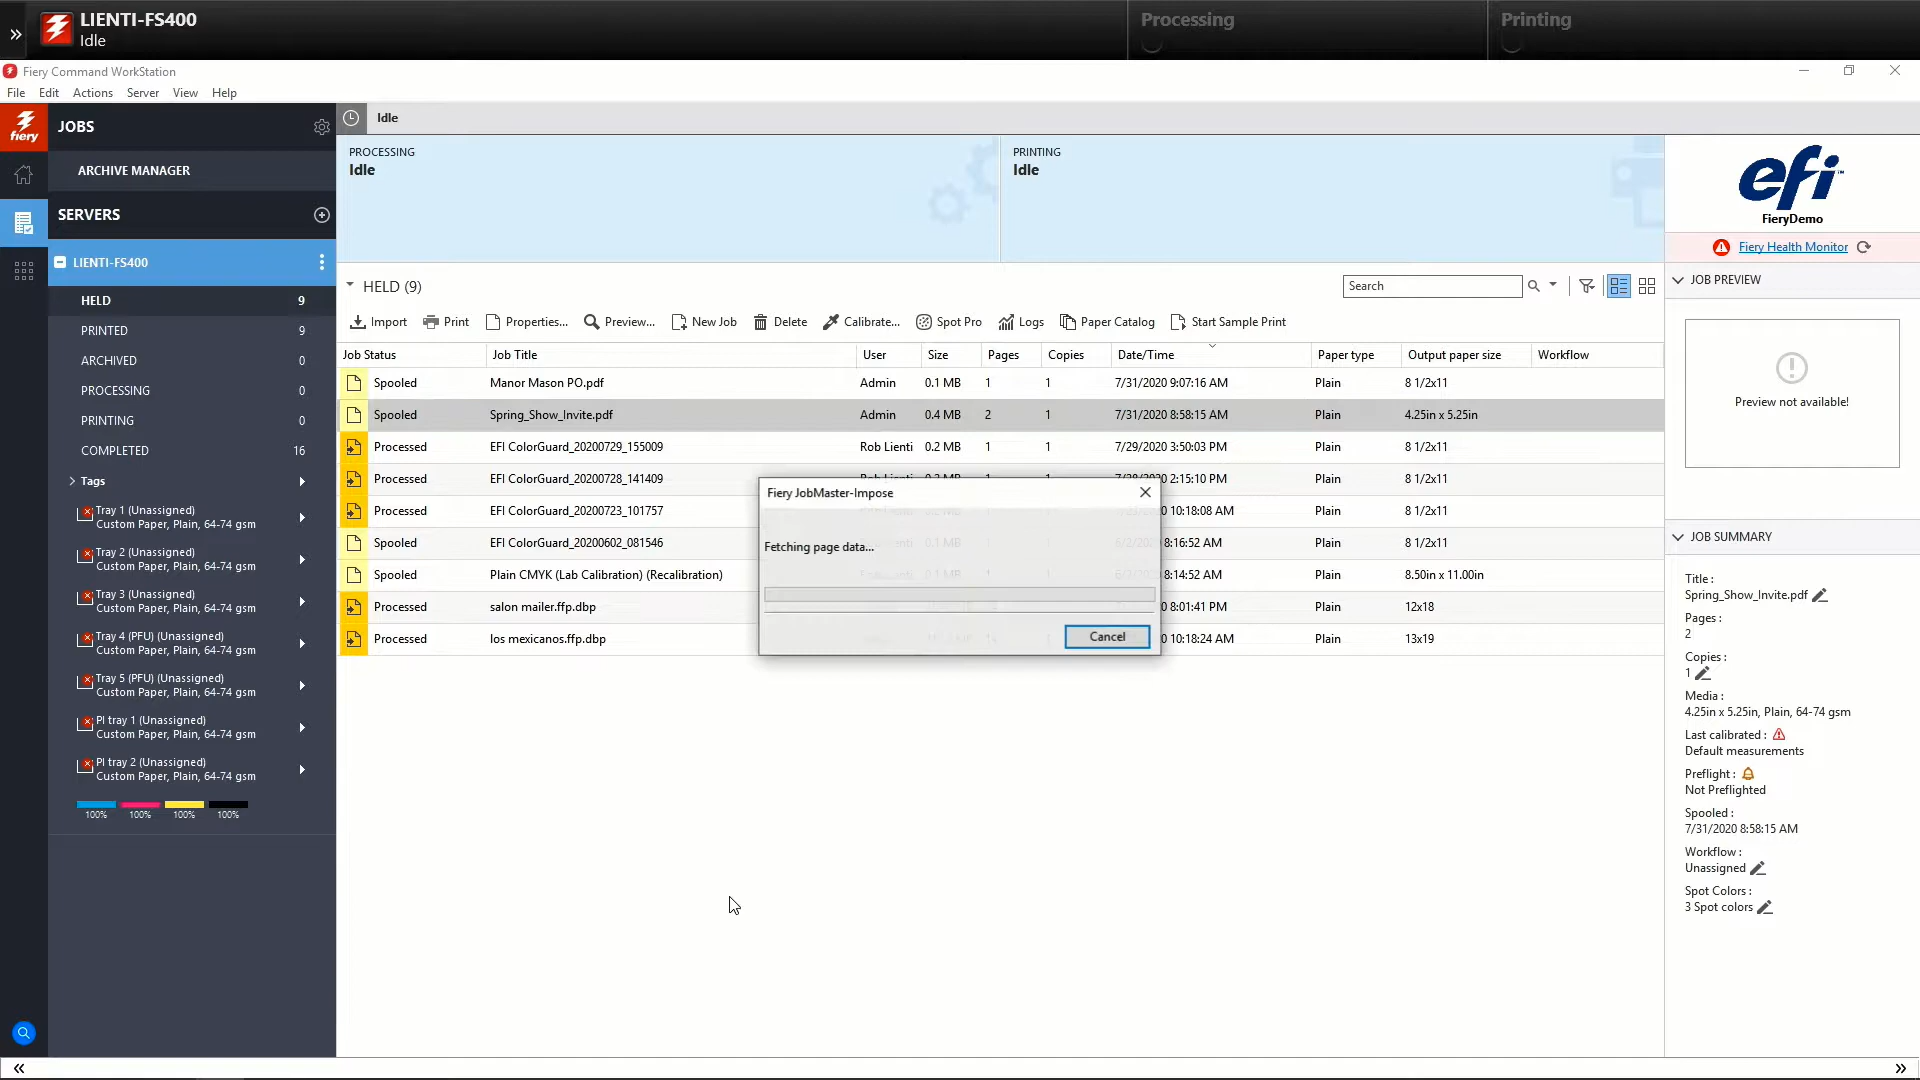 LIENTI-FS400
Idle
Processing
Printing
Fiery Command WorkStation
File Edit Actions Server View Help
fiery
JOBS
ARCHIVE MANAGER
SERVERS
LIENTI-FS400
HELD 9
PRINTED 9
ARCHIVED 0
PROCESSING 0
PRINTING 0
COMPLETED 16
Tags
Tray 1 (Unassigned)
Custom Paper, Plain, 64-74 gsm
Tray 2 (Unassigned)
Custom Paper, Plain, 64-74 gsm
Tray 3 (Unassigned)
Custom Paper, Plain, 64-74 gsm
Tray 4 (PFU) (Unassigned)
Custom Paper, Plain, 64-74 gsm
Tray 5 (PFU) (Unassigned)
Custom Paper, Plain, 64-74 gsm
PI tray 1 (Unassigned)
Custom Paper, Plain, 64-74 gsm
PI tray 2 (Unassigned)
Custom Paper, Plain, 64-74 gsm
100% 100% 100% 100%
Idle
PROCESSING
Idle
PRINTING
Idle
HELD (9)
Search
Import Print Properties... Preview... New Job Delete Calibrate... Spot Pro Logs Paper Catalog Start Sample Print
Job Status Job Title User Size Pages Copies Date/Time Paper type Output paper size Workflow
Spooled Manor Mason PO.pdf Admin 0.1 MB 1 1 7/31/2020 9:07:16 AM Plain 8 1/2x11
Spooled Spring_Show_Invite.pdf Admin 0.4 MB 2 1 7/31/2020 8:58:15 AM Plain 4.25in x 5.25in
Processed EFI ColorGuard_20200729_155009 Rob Lienti 0.2 MB 1 1 7/29/2020 3:50:03 PM Plain 8 1/2x11
Processed EFI ColorGuard_20200728_141409 2:15:10 PM Plain 8 1/2x11
Processed EFI ColorGuard_20200723_101757 10:18:08 AM Plain 8 1/2x11
Spooled EFI ColorGuard_20200602_081546 8:16:52 AM Plain 8 1/2x11
Spooled Plain CMYK (Lab Calibration) (Recalibration) 8:14:52 AM Plain 8.50in x 11.00in
Processed salon mailer.ffp.dbp 8:01:41 PM Plain 12x18
Processed los mexicanos.ffp.dbp 10:18:24 AM Plain 13x19
Fiery JobMaster-Impose
Fetching page data...
Cancel
efi™
FieryDemo
Fiery Health Monitor
JOB PREVIEW
Preview not available!
JOB SUMMARY
Title :
Spring_Show_Invite.pdf
Pages :
2
Copies :
1
Media :
4.25in x 5.25in, Plain, 64-74 gsm
Last calibrated :
Default measurements
Preflight :
Not Preflighted
Spooled :
7/31/2020 8:58:15 AM
Workflow :
Unassigned
Spot Colors :
3 Spot colors